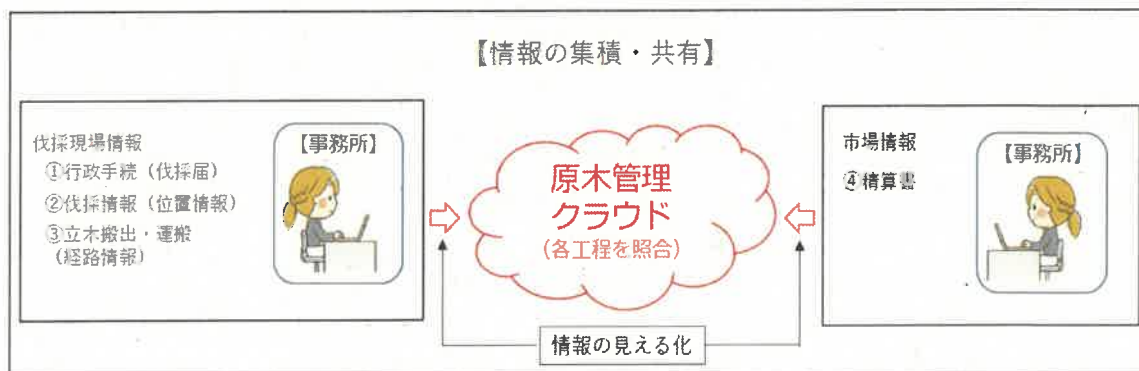 【情報の集積・共有】
伐採現場情報
①行政手続（伐採届）
②伐採情報（位置情報）
③立木搬出・運搬
（経路情報）
【事務所】
原木管理
クラウド
（各工程を照合）
市場情報
④精算書
【事務所】
情報の見える化